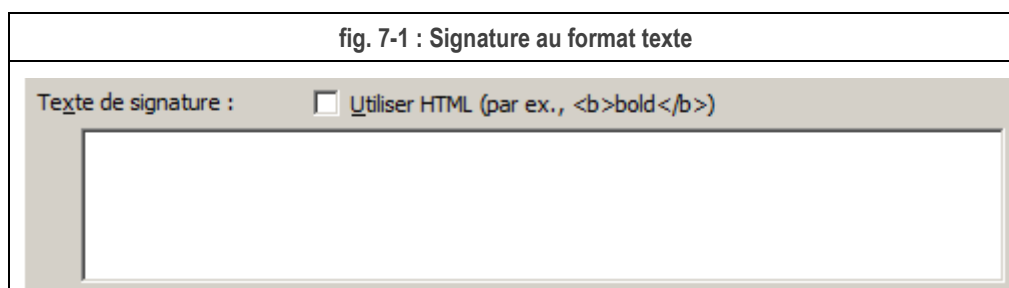 fig. 7-1 : Signature au format texte
Texte de signature : Utiliser HTML (par ex., <b>bold</b>)